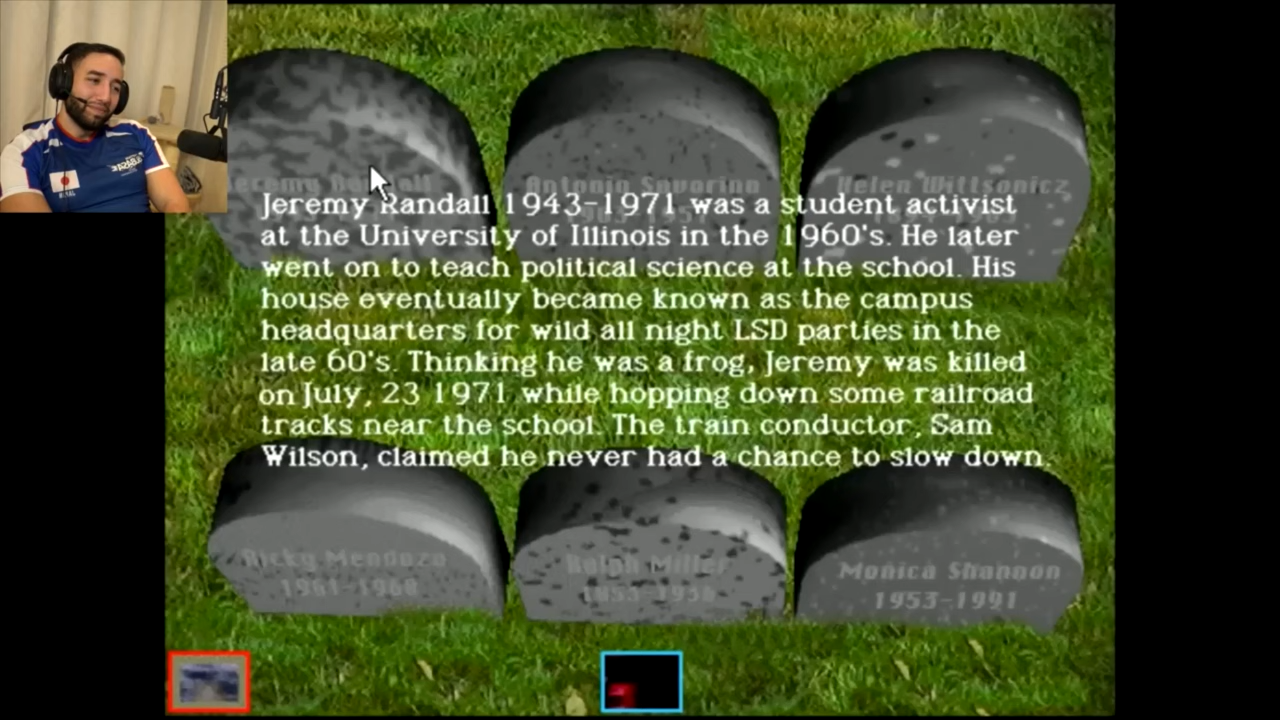 Jeremy Randall
Antonio Savorino
Helen Wittsonicz
Jeremy Randall 1943-1971 was a student activist
at the University of Illinois in the 1960's. He later
went on to teach political science at the school. His
house eventually became known as the campus
headquarters for wild all night LSD parties in the
late 60's. Thinking he was a frog, Jeremy was killed
on July, 23 1971 while hopping down some railroad
tracks near the school. The train conductor, Sam
Wilson, claimed he never had a chance to slow down.
Ricky Mendoza
Ralph Miller
Monica Shannon
1953-1991